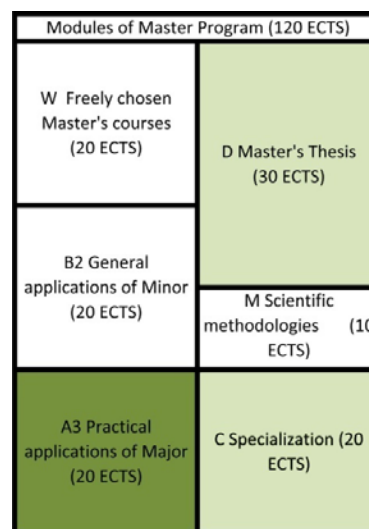 Modules of Master Program (120 ECTS)
W Freely chosen
Master's courses
(20 ECTS)
D Master's Thesis
(30 ECTS)
B2 General
applications of Minor
(20 ECTS)
M Scientific
methodologies (10
ECTS)
A3 Practical
applications of Major
(20 ECTS)
C Specialization (20
ECTS)